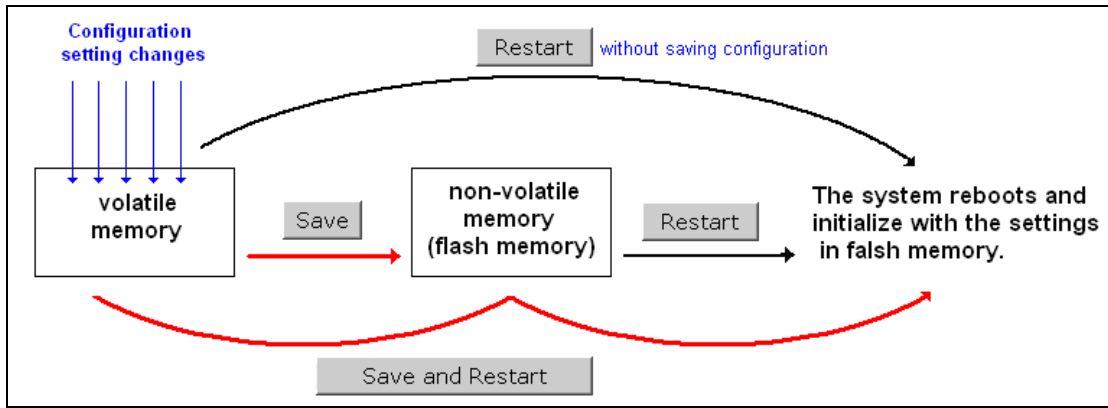 Configuration
setting changes
Restart without saving configuration
volatile
memory
Save
non-volatile
memory
(flash memory)
Restart
The system reboots and
initialize with the settings
in falsh memory.
Save and Restart